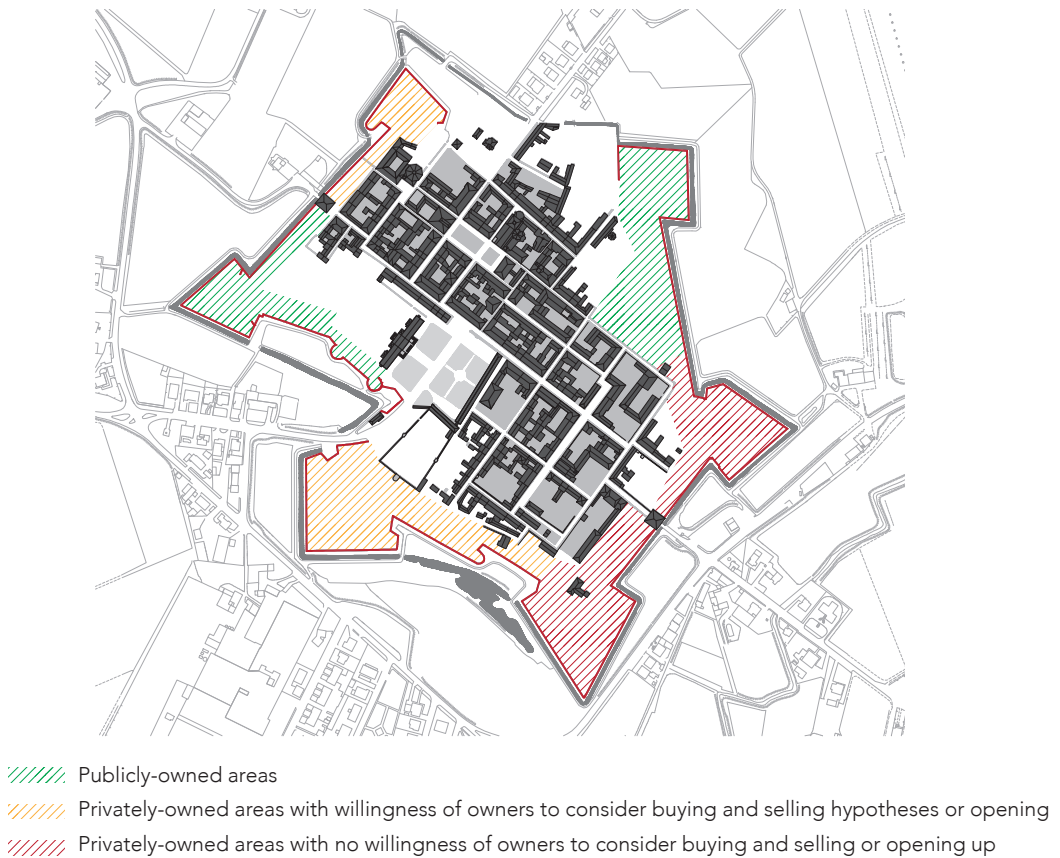 Publicly-owned areas
Privately-owned areas with willingness of owners to consider buying and selling hypotheses or opening
Privately-owned areas with no willingness of owners to consider buying and selling or opening up